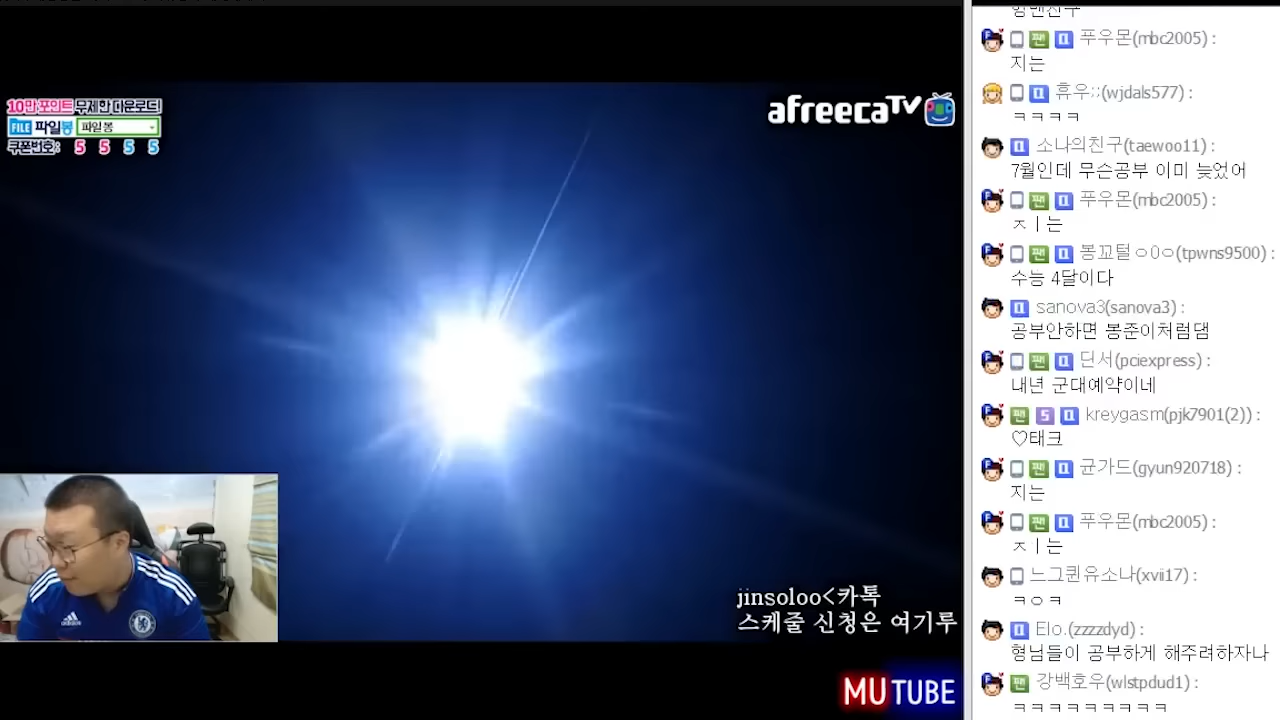 10만포인트 무제한 다운로드!
FILE 파일봉 파일봉
쿠폰번호: 5 5 5 5
afreecaTV
jinsoloo<카톡
스케줄 신청은 여기루
MUTUBE
푸우몬(mbc2005) :
지는
휴우;;(wjdals577) :
ㅋㅋㅋㅋ
소나의친구(taewoo11) :
7월인데 무슨공부 이미 늦었어
푸우몬(mbc2005) :
ㅈㅣ는
봉꼬털ㅇ0ㅇ(tpwns9500) :
수능 4달이다
sanova3(sanova3) :
공부안하면 봉준이처럼댐
딘서(pciexpress) :
내년 군대예약이네
kreygasm(pjk7901(2)) :
♡태크
균가드(gyun920718) :
지는
푸우몬(mbc2005) :
ㅈㅣ는
느그퀸유소나(xvii17) :
ㅋㅇㅋ
Elo.(zzzzdyd) :
형님들이 공부하게 해주려하자나
강백호우(wlstpdud1) :
ㅋㅋㅋㅋㅋㅋㅋㅋㅋ